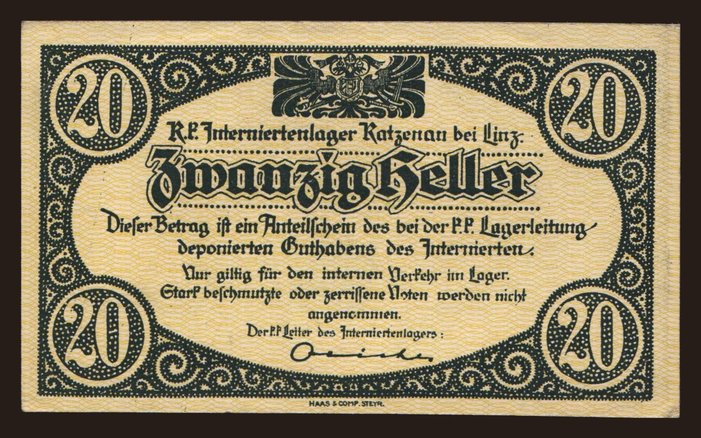 20 20
K.k. Interniertenlager Katzenau bei Linz.
Zwanzig Heller
Dieser Betrag ist ein Anteilschein des bei der k.k. Lagerleitung
deponierten Guthabens des Internierten.
Nur giltig für den internen Verkehr im Lager.
Stark beschmutzte oder zerrissene Noten werden nicht
angenommen.
Der k.k. Leiter des Interniertenlagers:
20 20
HAAS & COMP. STEYR.